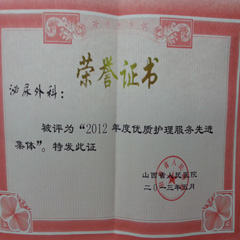 荣誉证书
泌尿外科：
被评为“2012年度优质护理服务先进
集体”。特发此证
山西省人民医院
二〇一三年五月